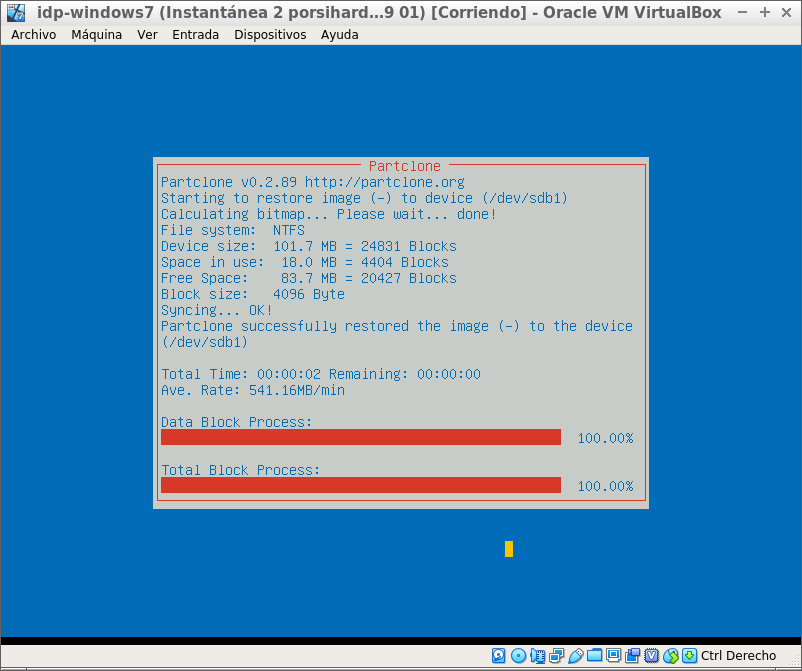 idp-windows7 (Instantánea 2 porsihard...9 01) [Corriendo] - Oracle VM VirtualBox
Archivo Máquina Ver Entrada Dispositivos Ayuda
Partclone
Partclone v0.2.89 http://partclone.org
Starting to restore image (-) to device (/dev/sdb1)
Calculating bitmap... Please wait... done!
File system: NTFS
Device size: 101.7 MB = 24831 Blocks
Space in use: 18.0 MB = 4404 Blocks
Free Space: 83.7 MB = 20427 Blocks
Block size: 4096 Byte
Syncing... OK!
Partclone successfully restored the image (-) to the device
(/dev/sdb1)
Total Time: 00:00:02 Remaining: 00:00:00
Ave. Rate: 541.16MB/min
Data Block Process:
100.00%
Total Block Process:
100.00%
Ctrl Derecho